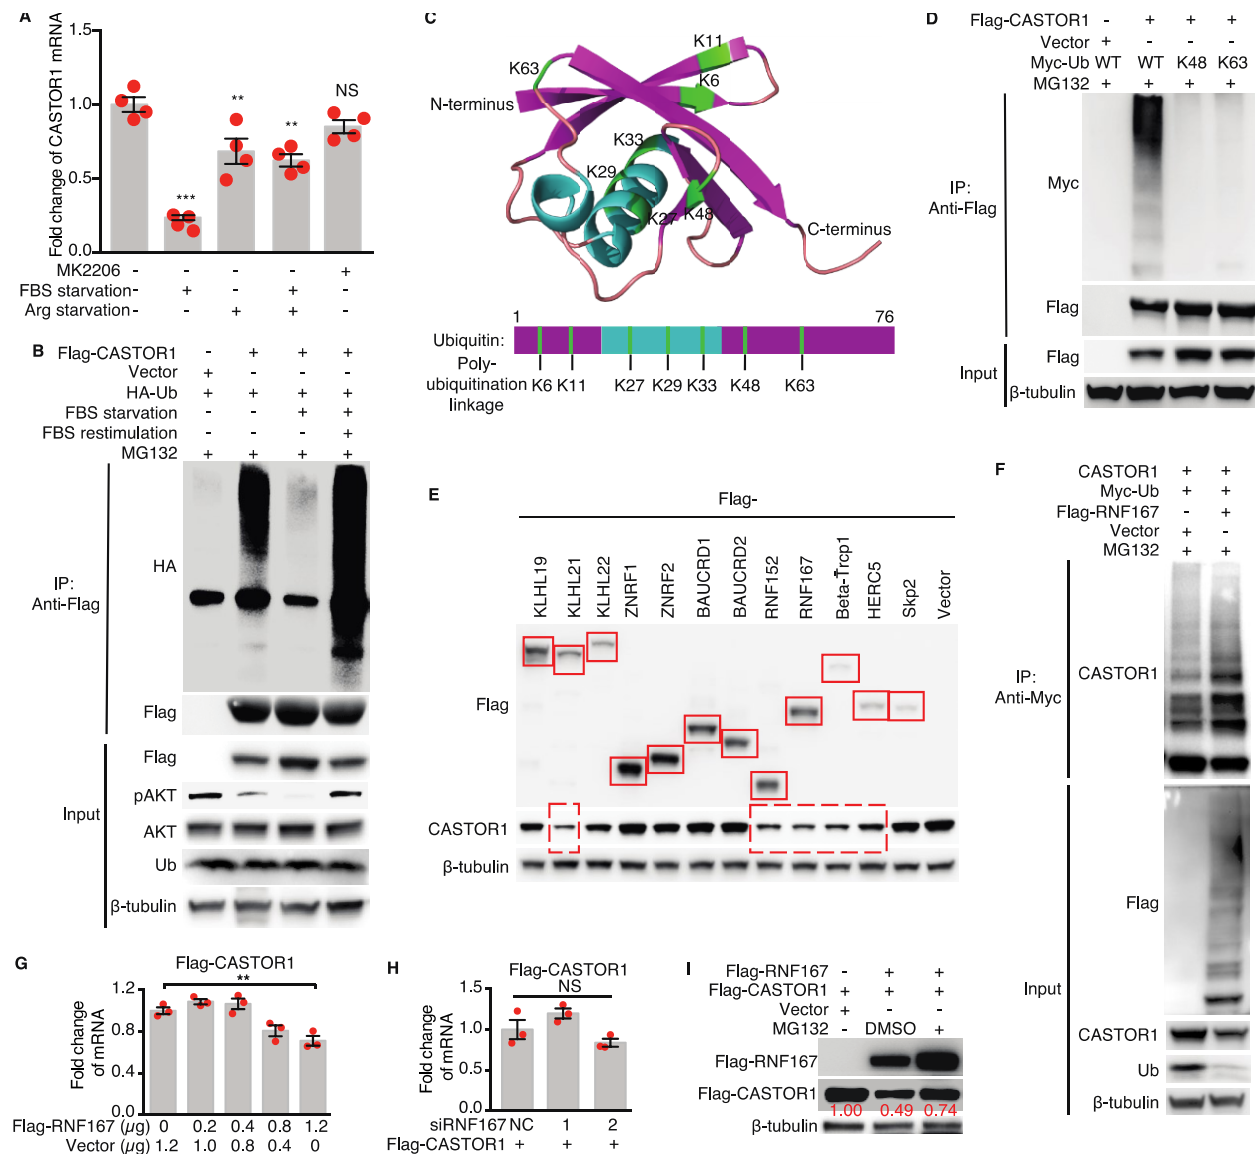 A
Fold change of CASTOR1 mRNA
1.5
1.0
0.5
0.0
***
**
**
NS
MK2206 - - - - +
FBS starvation - + - + -
Arg starvation - - + + -
B
Flag-CASTOR1 - + + +
Vector + - - -
HA-Ub + + + +
FBS starvation - - + +
FBS restimulation - - - +
MG132 + + + +
IP:
Anti-Flag
HA
Flag
Input
Flag
pAKT
AKT
Ub
β-tubulin
C
K11
K63
K6
N-terminus
K33
K29
K27
K48
C-terminus
1 76
Ubiquitin:
Poly-
ubiquitination
linkage
K6 K11 K27 K29 K33 K48 K63
D
Flag-CASTOR1 - + + +
Vector + - - -
Myc-Ub WT WT K48 K63
MG132 + + + +
IP:
Anti-Flag
Myc
Flag
Input
Flag
β-tubulin
E
Flag-
KLHL19
KLHL21
KLHL22
ZNRF1
ZNRF2
BAUCRD1
BAUCRD2
RNF152
RNF167
Beta-Trcp1
HERC5
Skp2
Vector
Flag
CASTOR1
β-tubulin
F
CASTOR1 + +
Myc-Ub + +
Flag-RNF167 - +
Vector + -
MG132 + +
IP:
Anti-Myc
CASTOR1
Input
Flag
CASTOR1
Ub
β-tubulin
G
Flag-CASTOR1
**
Fold change
of mRNA
1.2
0.8
0.4
0.0
Flag-RNF167 (µg) 0 0.2 0.4 0.8 1.2
Vector (µg) 1.2 1.0 0.8 0.4 0
H
Flag-CASTOR1
NS
Fold change
of mRNA
1.5
1.0
0.5
0.0
siRNF167 NC 1 2
Flag-CASTOR1 + + +
I
Flag-RNF167 - + +
Flag-CASTOR1 + + +
Vector + - -
MG132 - DMSO +
Flag-RNF167
Flag-CASTOR1
1.00 0.49 0.74
β-tubulin